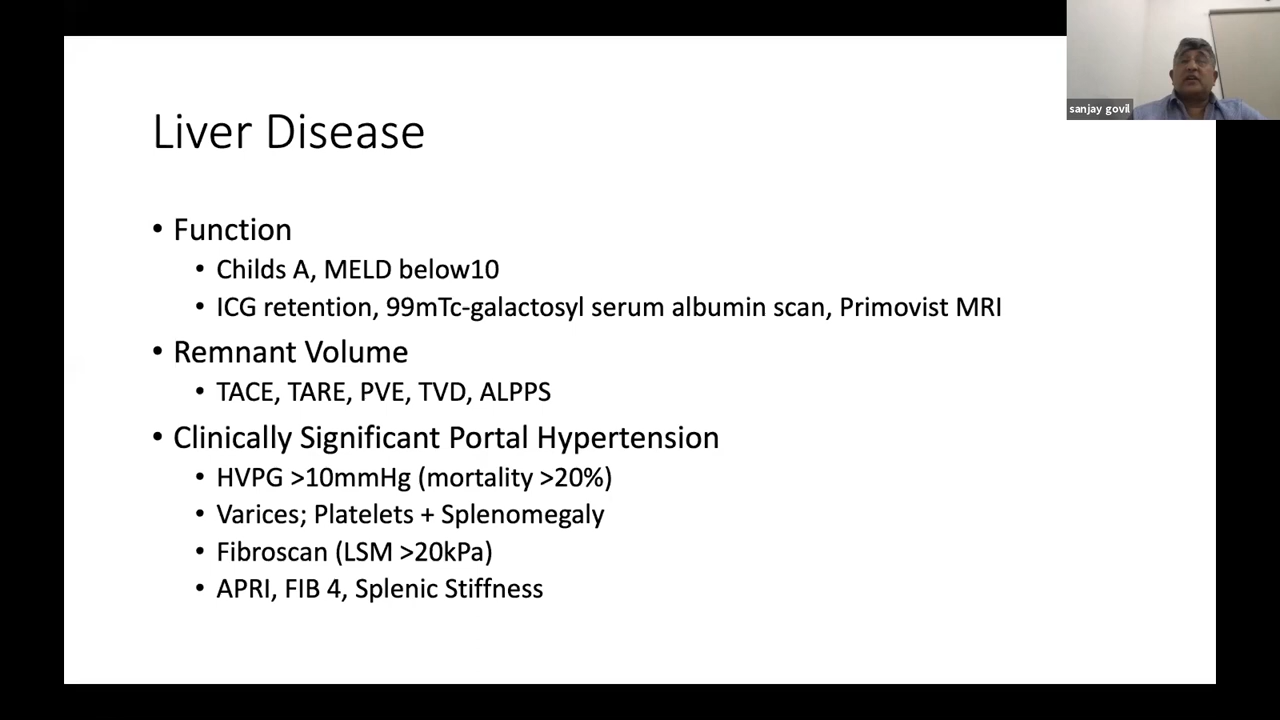 sanjay govil
Liver Disease
• Function
• Childs A, MELD below10
• ICG retention, 99mTc-galactosyl serum albumin scan, Primovist MRI
• Remnant Volume
• TACE, TARE, PVE, TVD, ALPPS
• Clinically Significant Portal Hypertension
• HVPG >10mmHg (mortality >20%)
• Varices; Platelets + Splenomegaly
• Fibroscan (LSM >20kPa)
• APRI, FIB 4, Splenic Stiffness